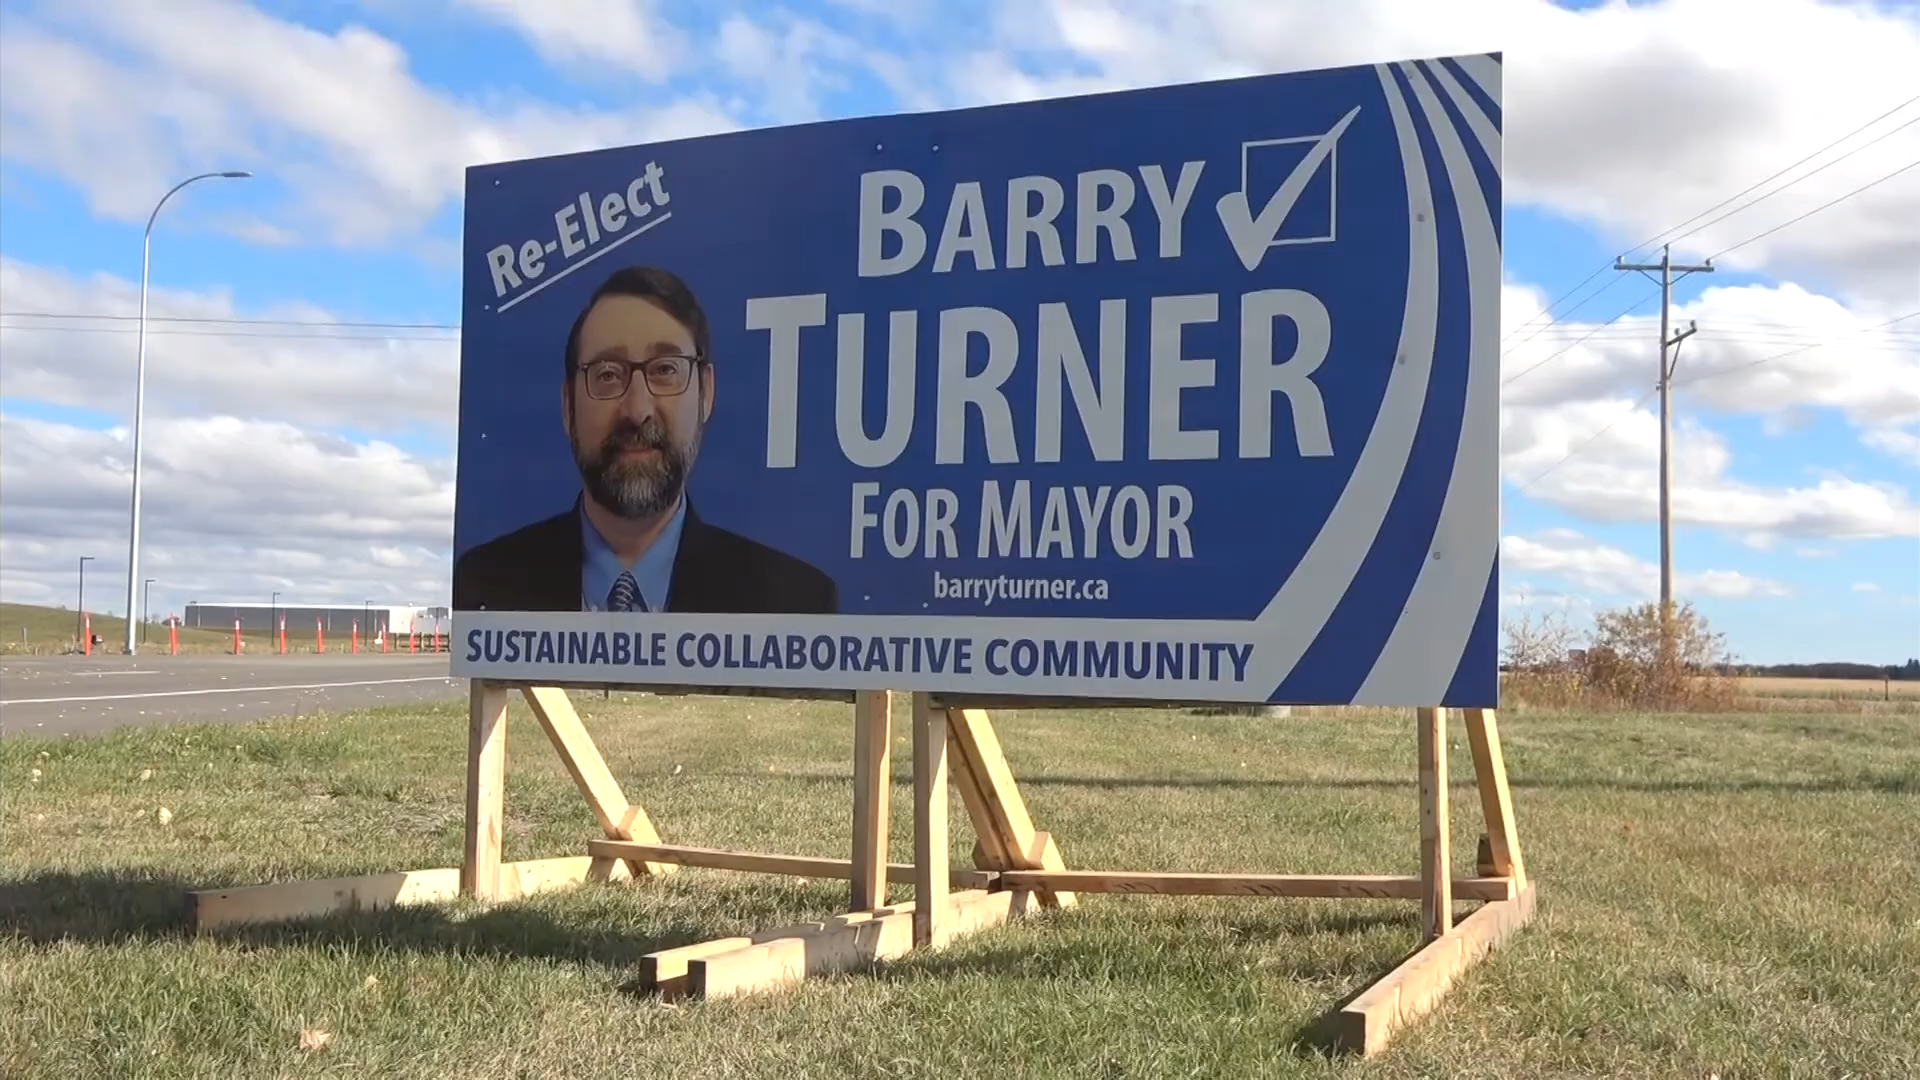 Re-Elect
BARRY
TURNER
FOR MAYOR
barryturner.ca
SUSTAINABLE COLLABORATIVE COMMUNITY